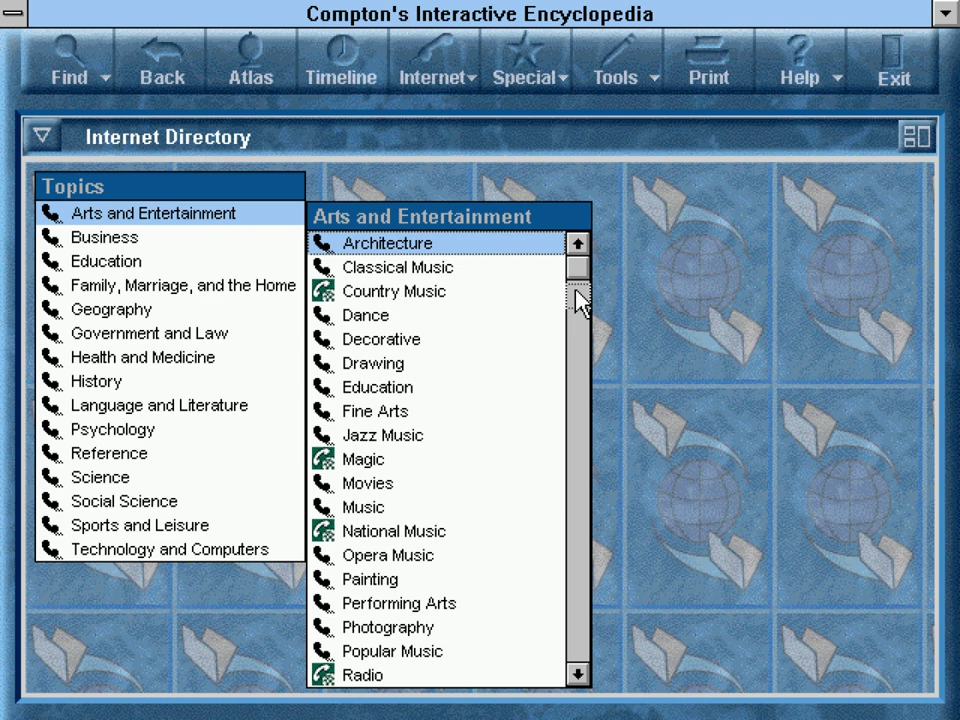 Compton's Interactive Encyclopedia
Find Back Atlas Timeline Internet Special Tools Print Help Exit
Internet Directory
Topics
Arts and Entertainment
Business
Education
Family, Marriage, and the Home
Geography
Government and Law
Health and Medicine
History
Language and Literature
Psychology
Reference
Science
Social Science
Sports and Leisure
Technology and Computers
Arts and Entertainment
Architecture
Classical Music
Country Music
Dance
Decorative
Drawing
Education
Fine Arts
Jazz Music
Magic
Movies
Music
National Music
Opera Music
Painting
Performing Arts
Photography
Popular Music
Radio